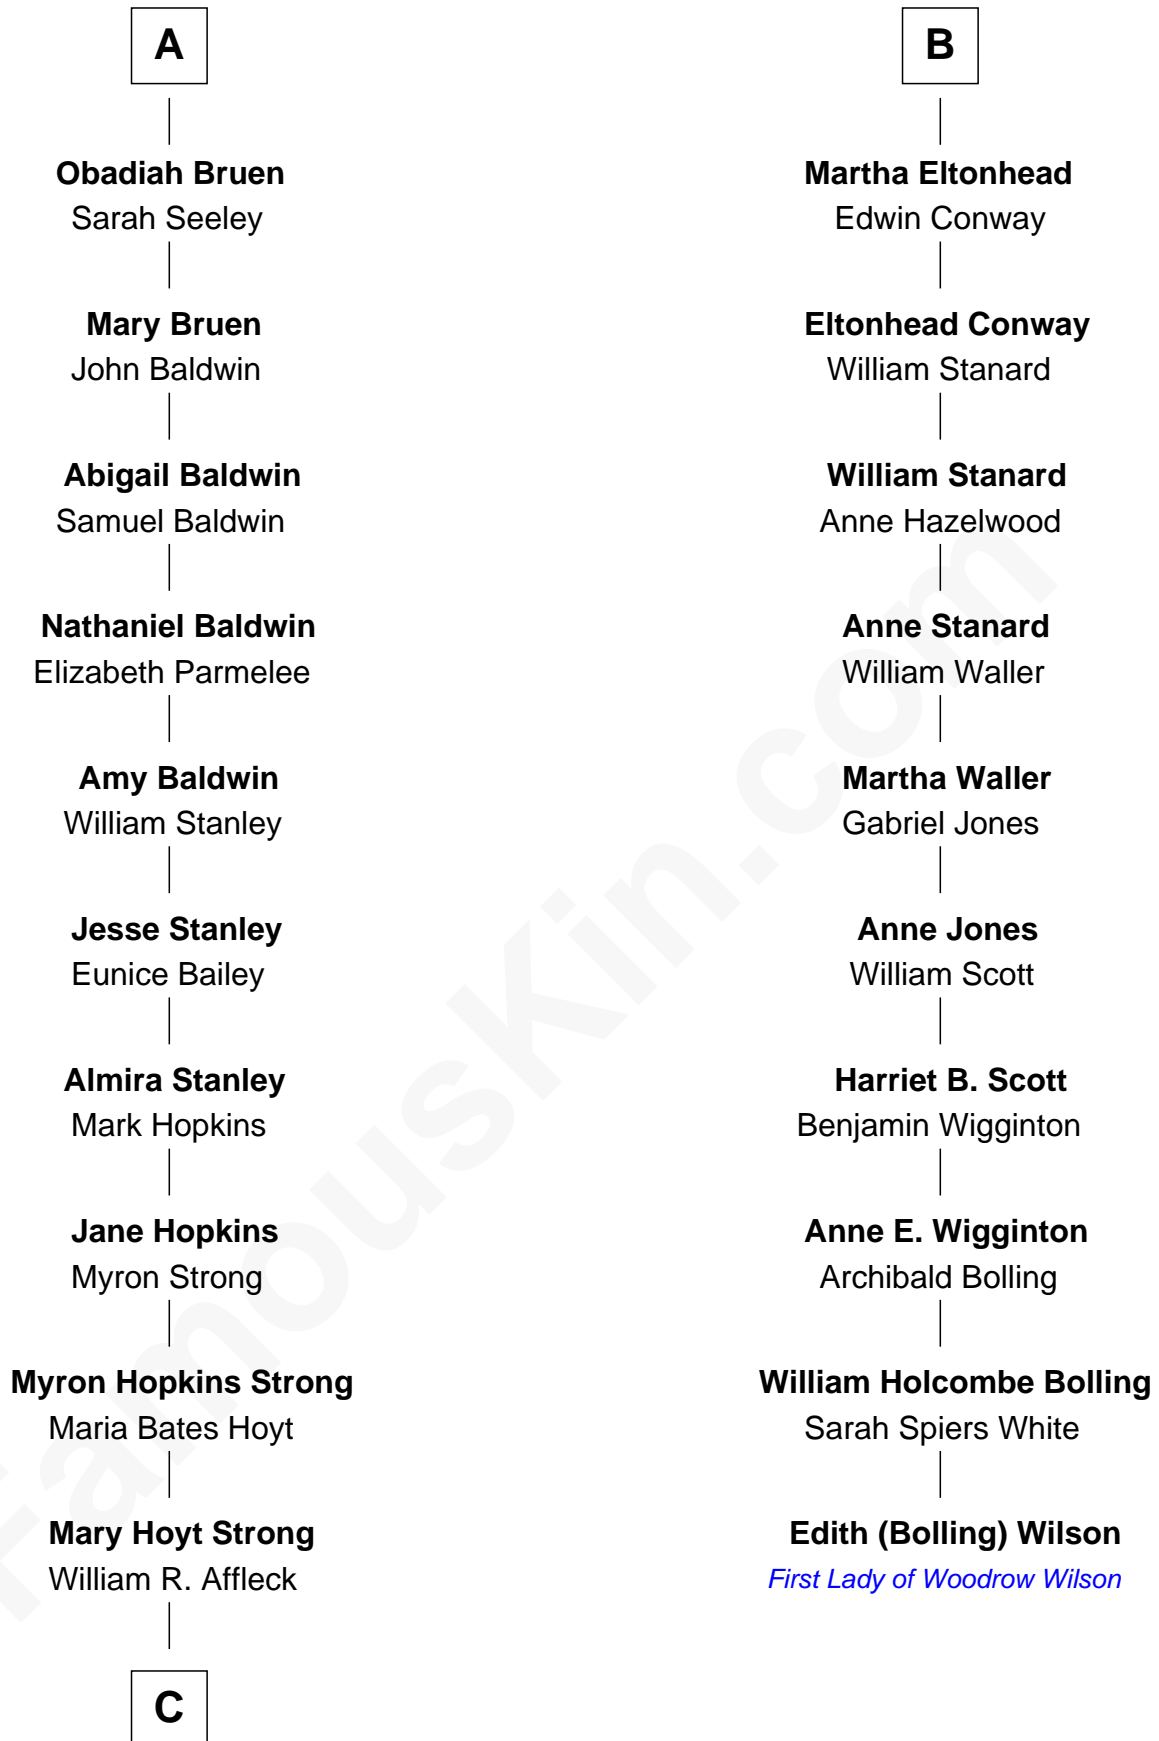 A
Obadiah Bruen
Sarah Seeley
Mary Bruen
John Baldwin
Abigail Baldwin
Samuel Baldwin
Nathaniel Baldwin
Elizabeth Parmelee
Amy Baldwin
William Stanley
Jesse Stanley
Eunice Bailey
Almira Stanley
Mark Hopkins
Jane Hopkins
Myron Strong
Myron Hopkins Strong
Maria Bates Hoyt
Mary Hoyt Strong
William R. Affleck
C
B
Martha Eltonhead
Edwin Conway
Eltonhead Conway
William Stanard
William Stanard
Anne Hazelwood
Anne Stanard
William Waller
Martha Waller
Gabriel Jones
Anne Jones
William Scott
Harriet B. Scott
Benjamin Wigginton
Anne E. Wigginton
Archibald Bolling
William Holcombe Bolling
Sarah Spiers White
Edith (Bolling) Wilson
First Lady of Woodrow Wilson
FamousKin.com